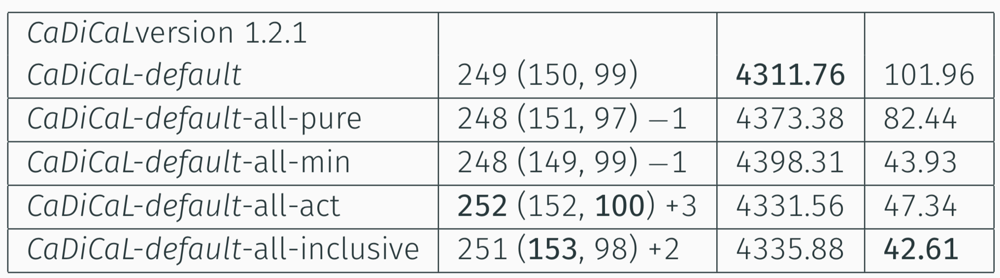 CaDiCaLversion 1.2.1
CaDiCaL-default 249 (150, 99) 4311.76 101.96
CaDiCaL-default-all-pure 248 (151, 97) −1 4373.38 82.44
CaDiCaL-default-all-min 248 (149, 99) −1 4398.31 43.93
CaDiCaL-default-all-act 252 (152, 100) +3 4331.56 47.34
CaDiCaL-default-all-inclusive 251 (153, 98) +2 4335.88 42.61